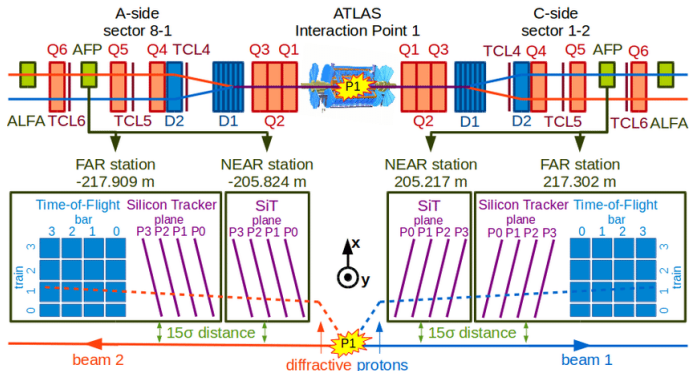 A-side ATLAS C-side
sector 8-1 Interaction Point 1 sector 1-2
Q6 AFP Q5 Q4 TCL4 Q3 Q1 Q1 Q3 TCL4 Q4 AFP Q6
P1
ALFA TCL6 TCL5 D2 D1 Q2 Q2 D1 D2 TCL5 TCL6 ALFA
FAR station NEAR station NEAR station FAR station
-217.909 m -205.824 m 205.217 m 217.302 m
Time-of-Flight Silicon Tracker SiT SiT Silicon Tracker Time-of-Flight
bar plane plane plane plane bar
3 2 1 0 P3 P2 P1 P0 P3 P2 P1 P0 P0 P1 P2 P3 P0 P1 P2 P3 0 1 2 3
train 3 2 1 0
x
y
3 2 1 0 train
15σ distance 15σ distance
P1
beam 2 diffractive protons beam 1